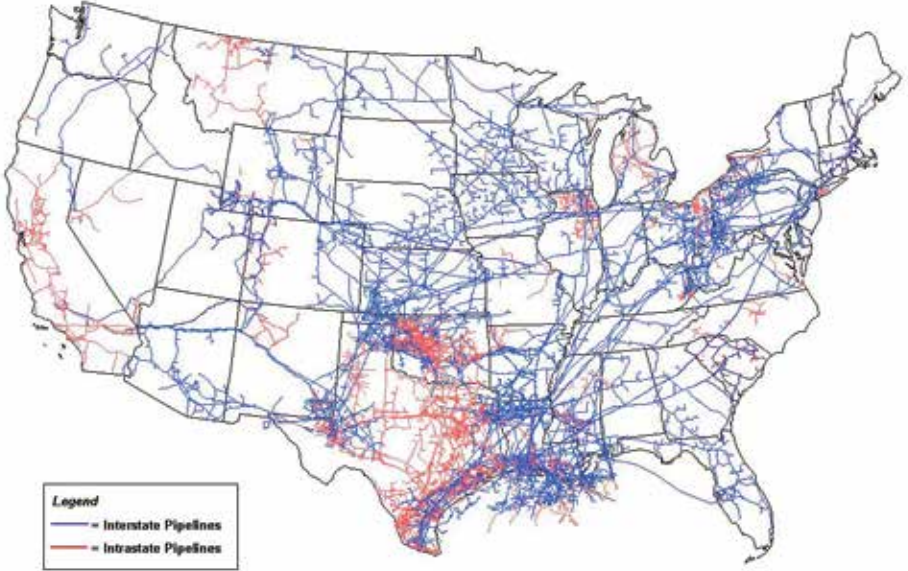 Legend
= Interstate Pipelines
= Intrastate Pipelines